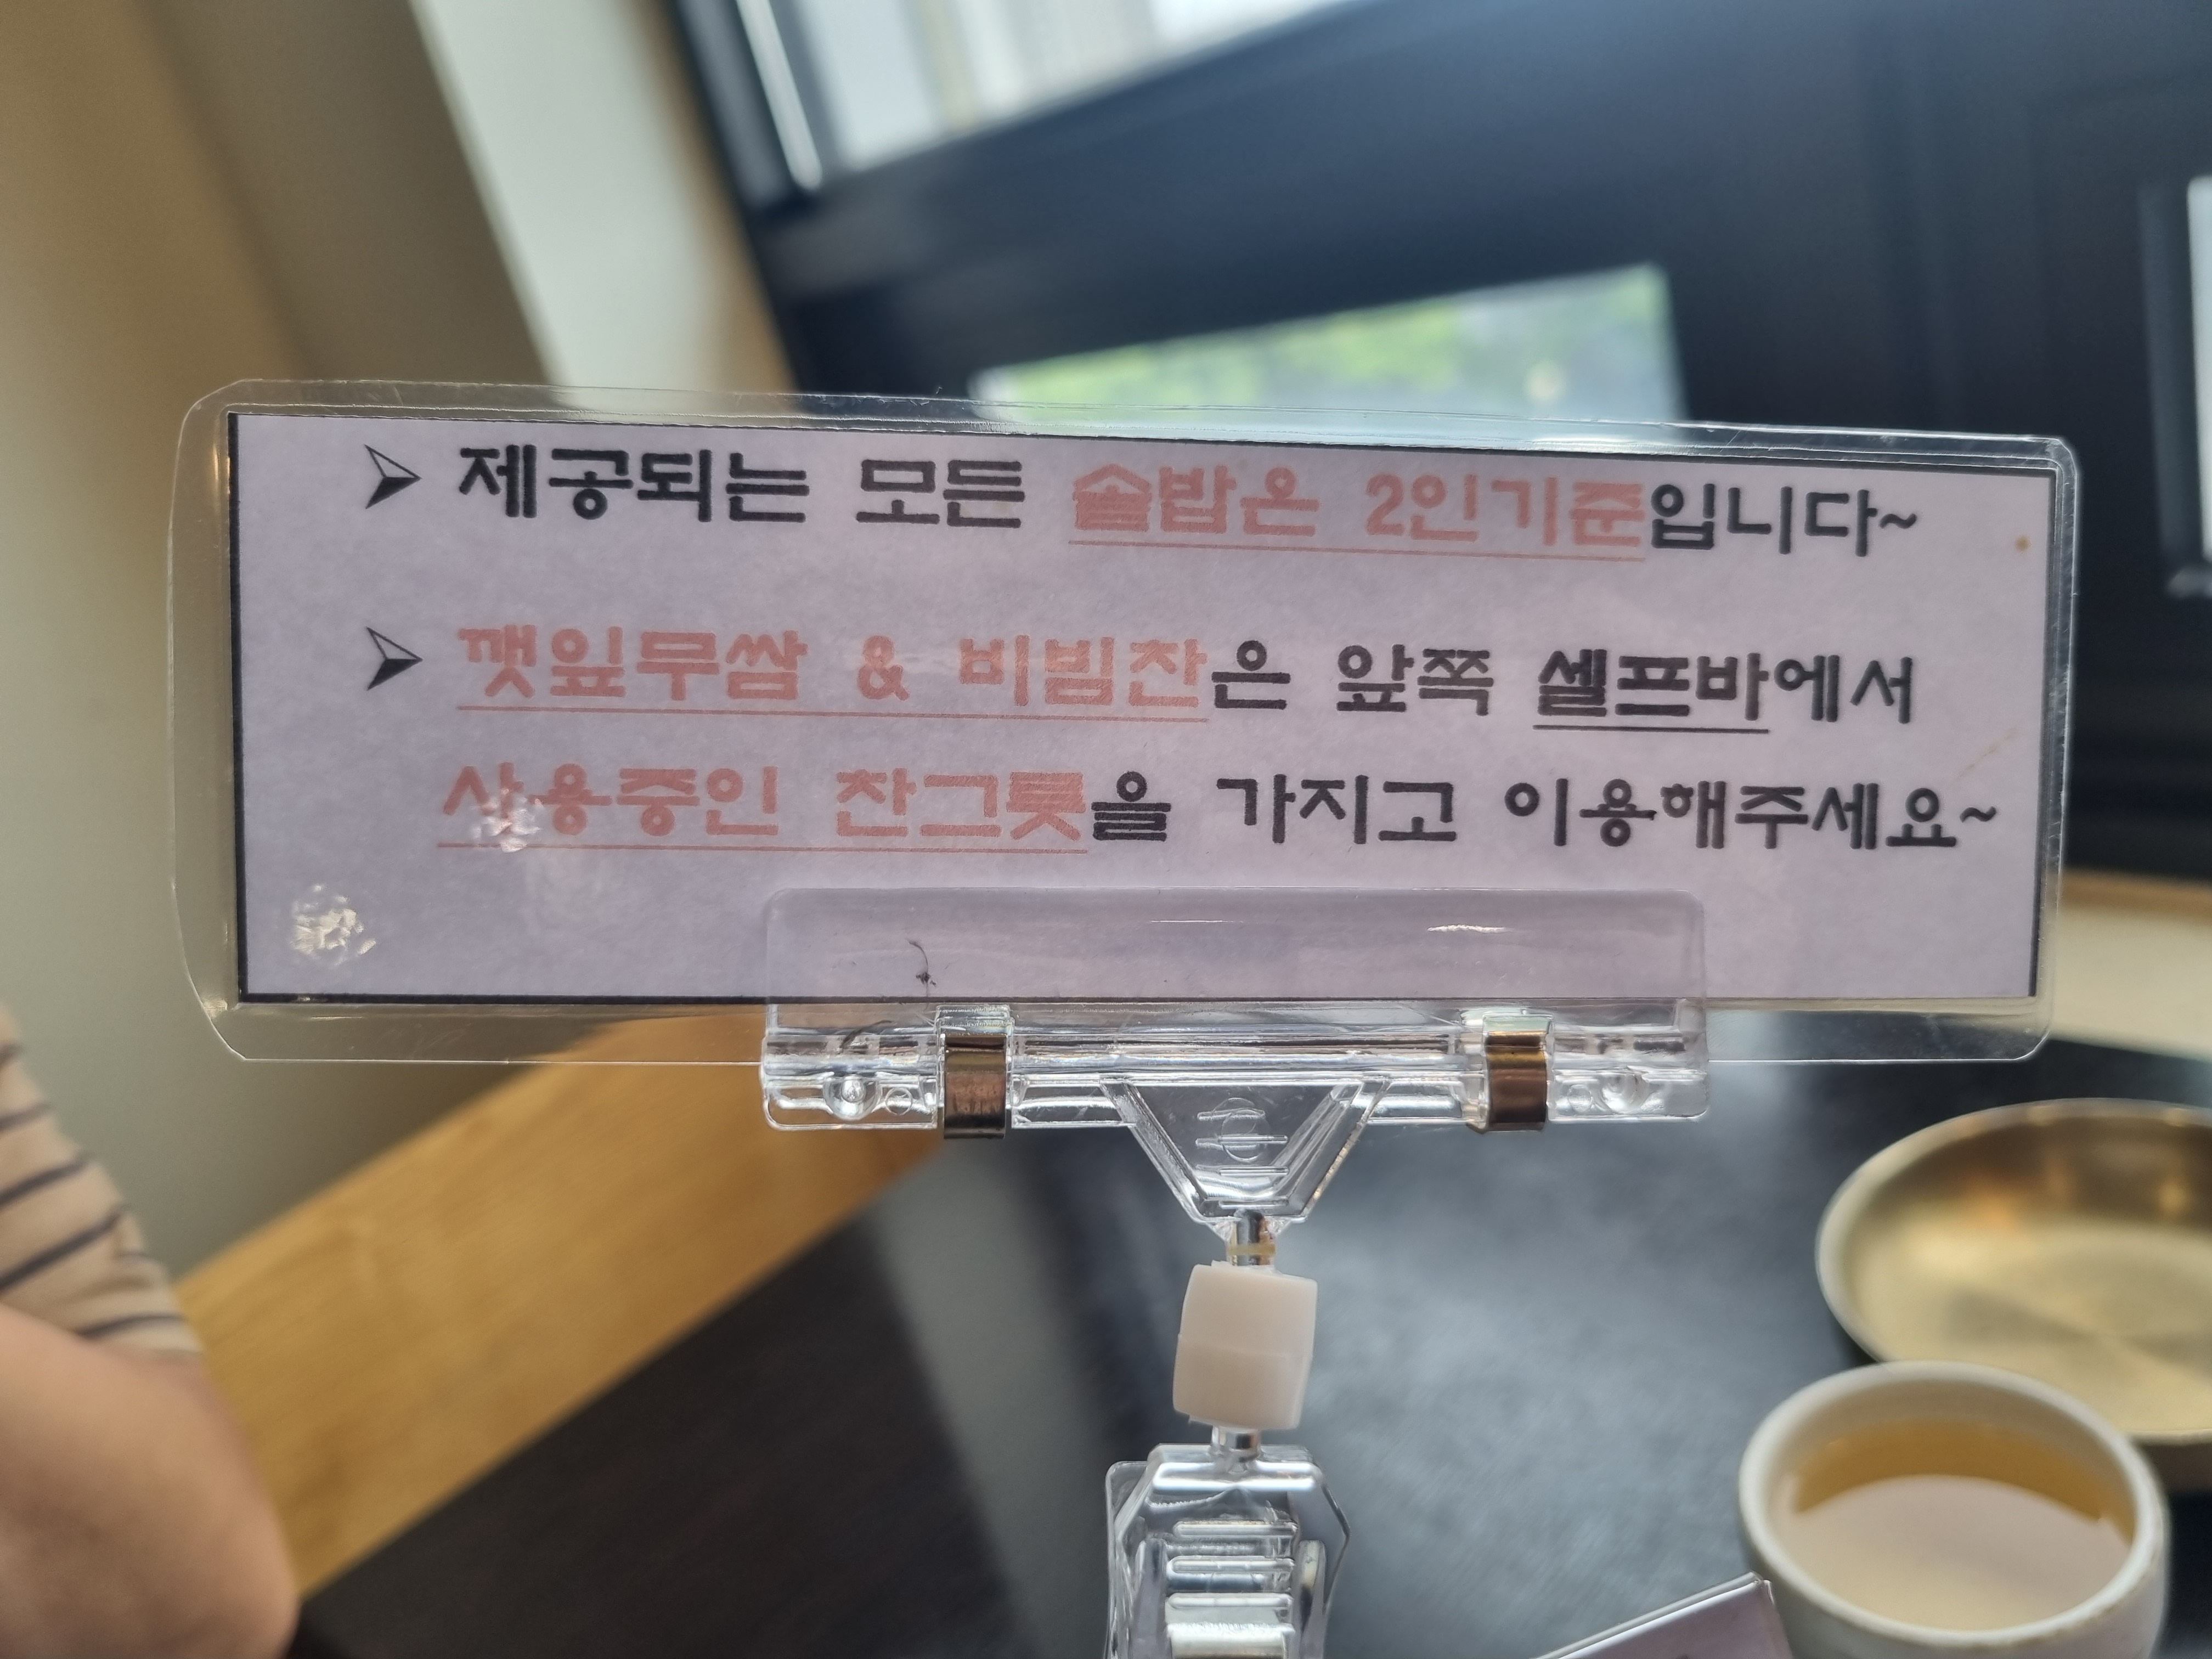 ➢ 제공되는 모든 솥밥은 2인기준입니다~
➢ 깻잎무쌈 & 비빔찬은 앞쪽 셀프바에서
사용중인 찬그릇을 가지고 이용해주세요~